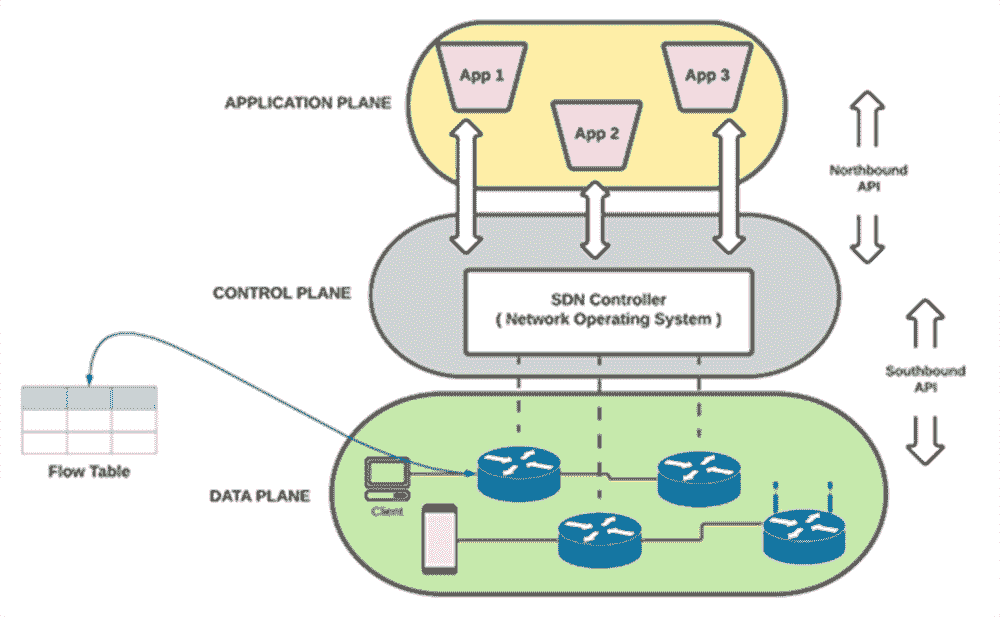 App 1
App 3
APPLICATION PLANE
App 2
Northbound
API
CONTROL PLANE
SDN Controller
( Network Operating System )
Southbound
API
Flow Table
DATA PLANE
Client